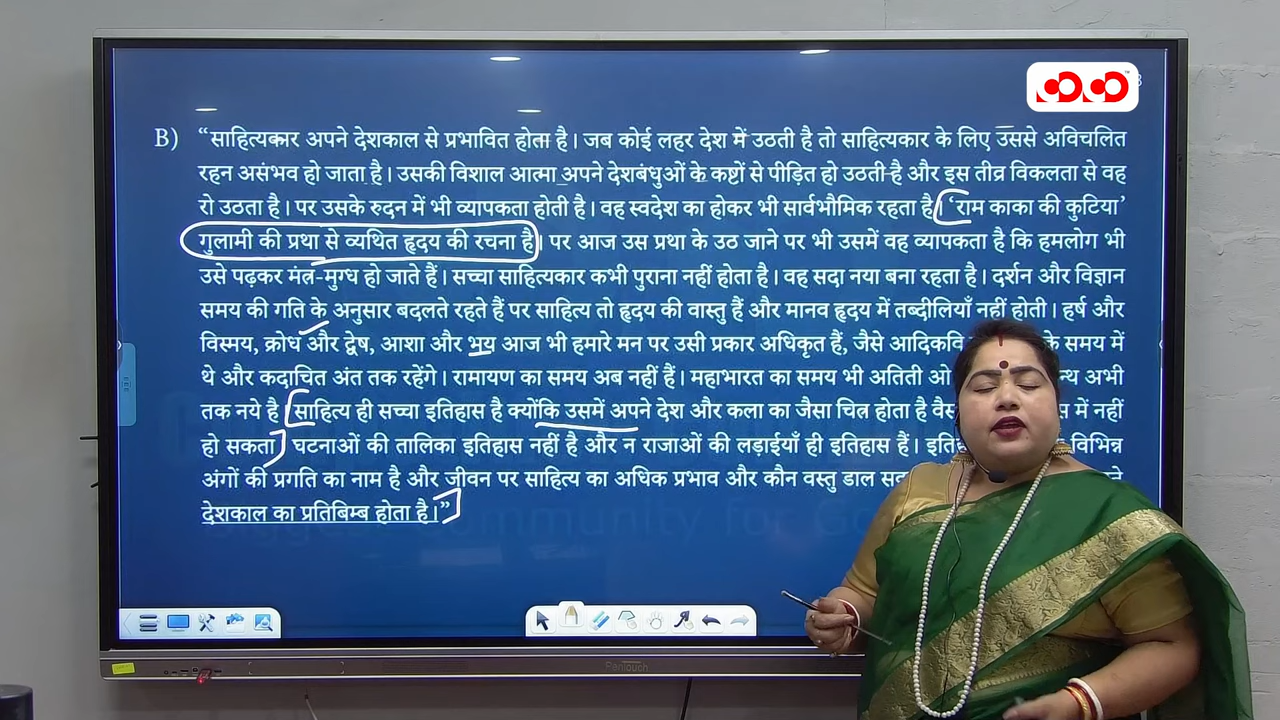 B) “साहित्यकार अपने देशकाल से प्रभावित होता है। जब कोई लहर देश में उठती है तो साहित्यकार के लिए उससे अविचलित
रहन असंभव हो जाता है। उसकी विशाल आत्मा अपने देशबंधुओं के कष्टों से पीड़ित हो उठती है और इस तीव्र विकलता से वह
रो उठता है। पर उसके रुदन में भी व्यापकता होती है। वह स्वदेश का होकर भी सार्वभौमिक रहता है। ‘राम काका की कुटिया’
गुलामी की प्रथा से व्यथित हृदय की रचना है। पर आज उस प्रथा के उठ जाने पर भी उसमें वह व्यापकता है कि हमलोग भी
उसे पढ़कर मंत्र-मुग्ध हो जाते हैं। सच्चा साहित्यकार कभी पुराना नहीं होता है। वह सदा नया बना रहता है। दर्शन और विज्ञान
समय की गति के अनुसार बदलते रहते हैं पर साहित्य तो हृदय की वास्तु हैं और मानव हृदय में तब्दीलियाँ नहीं होती। हर्ष और
विस्मय, क्रोध और द्वेष, आशा और भय आज भी हमारे मन पर उसी प्रकार अधिकृत हैं, जैसे आदिकवि के समय में
थे और कदाचित अंत तक रहेंगे। रामायण का समय अब नहीं हैं। महाभारत का समय भी अतिती अभी
तक नये है। साहित्य ही सच्चा इतिहास है क्योंकि उसमें अपने देश और कला का जैसा चित्र होता है में नहीं
हो सकता। घटनाओं की तालिका इतिहास नहीं है और न राजाओं की लड़ाईयाँ ही इतिहास हैं। विभिन्न
अंगों की प्रगति का नाम है और जीवन पर साहित्य का अधिक प्रभाव और कौन वस्तु डाल
देशकाल का प्रतिबिम्ब होता है।”
Pentouch